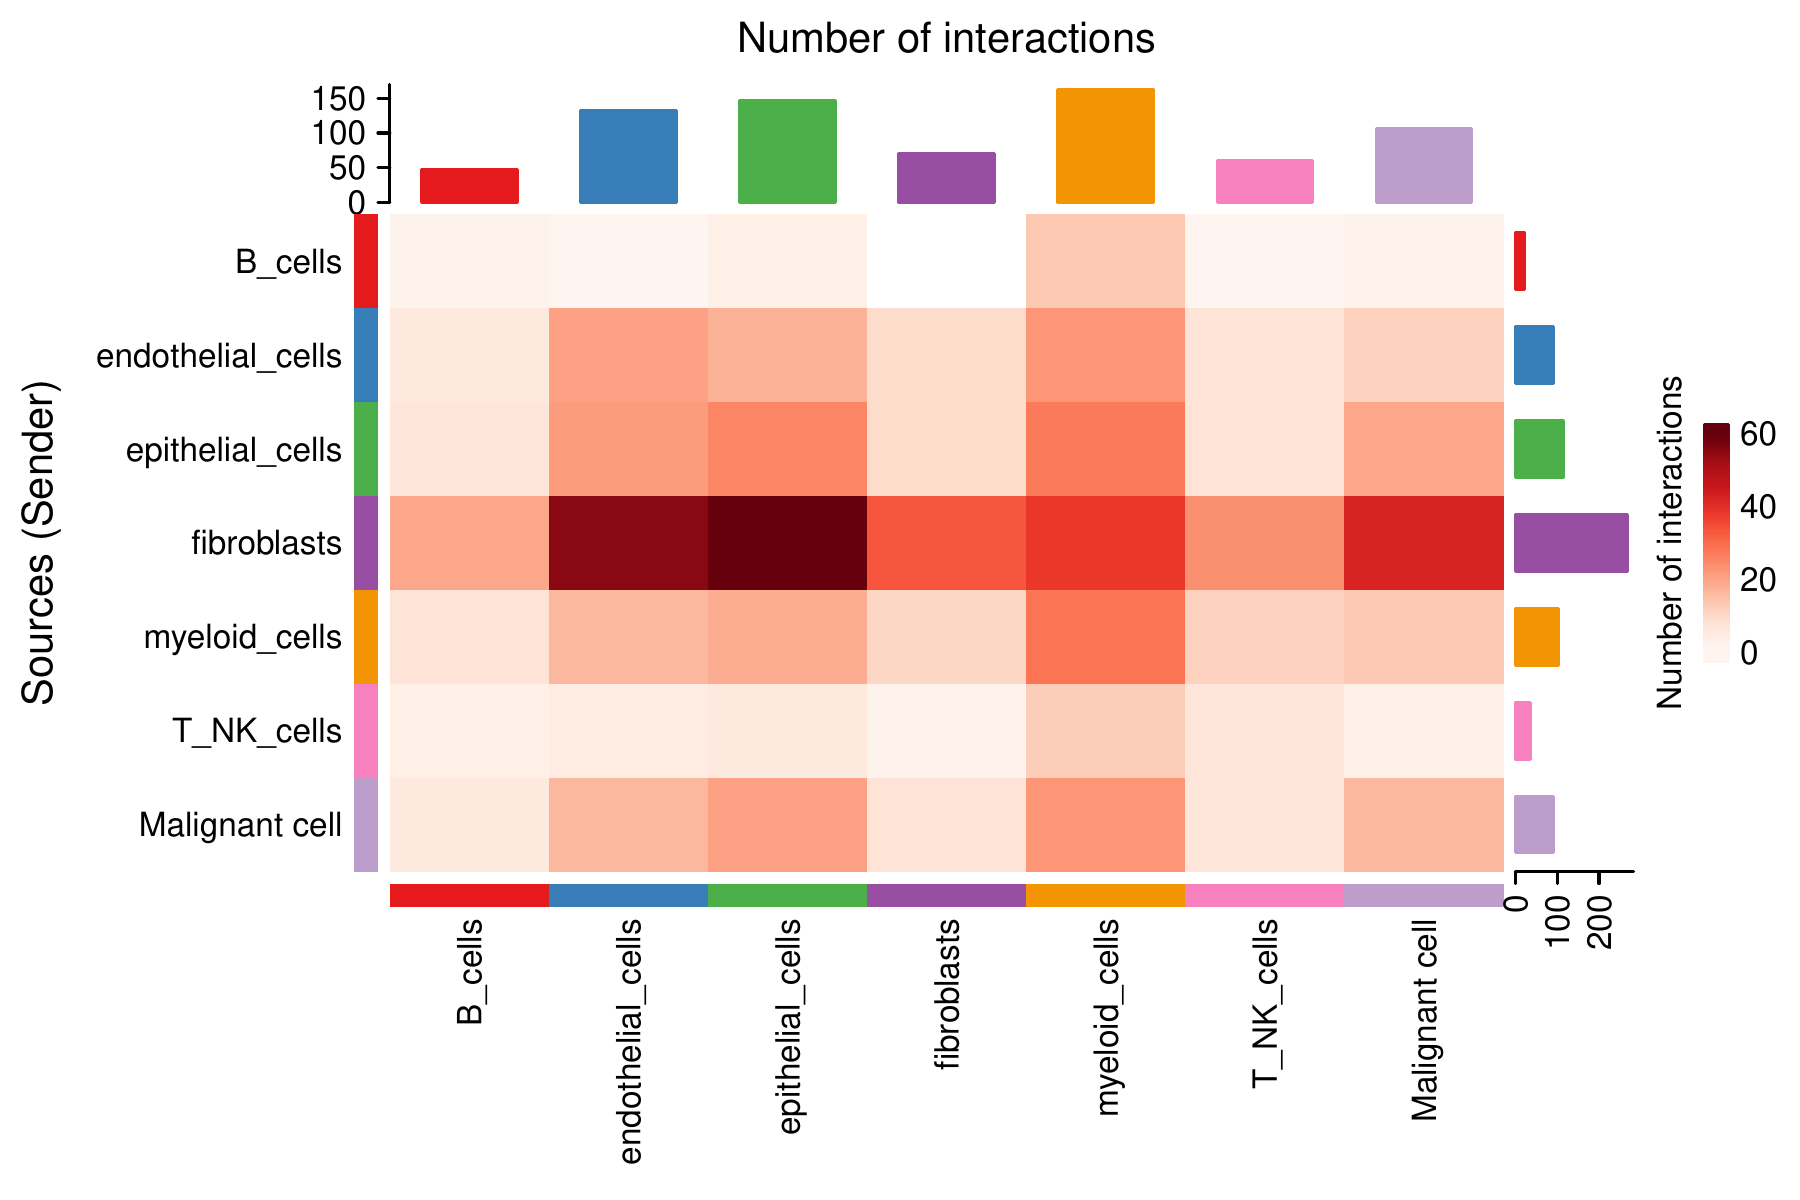 Number of interactions
150
100
50
0
B_cells
endothelial_cells
epithelial_cells
fibroblasts
myeloid_cells
T_NK_cells
Malignant cell
Sources (Sender)
B_cells
endothelial_cells
epithelial_cells
fibroblasts
myeloid_cells
T_NK_cells
Malignant cell
0
100
200
Number of interactions
60
40
20
0